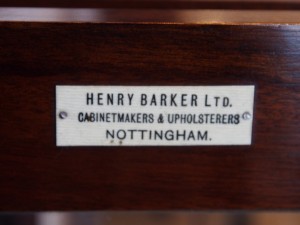 HENRY BARKER LTD.
CABINETMAKERS & UPHOLSTERERS
NOTTINGHAM.